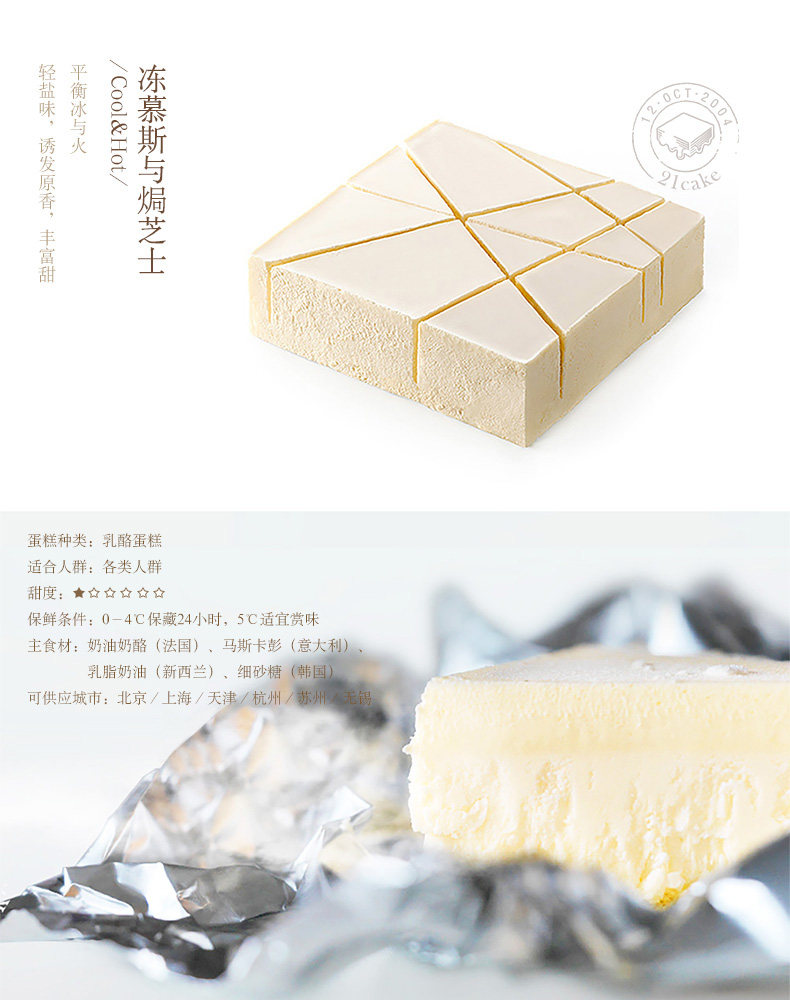 冻慕斯与焗芝士
/Cool&Hot/
平衡冰与火
轻盐味，诱发原香，丰富甜
12·OCT·2004
21cake
蛋糕种类：乳酪蛋糕
适合人群：各类人群
甜度：★☆☆☆☆☆
保鲜条件：0－4℃保藏24小时，5℃适宜赏味
主食材：奶油奶酪（法国）、马斯卡彭（意大利）、
乳脂奶油（新西兰）、细砂糖（韩国）
可供应城市：北京／上海／天津／杭州／苏州／无锡